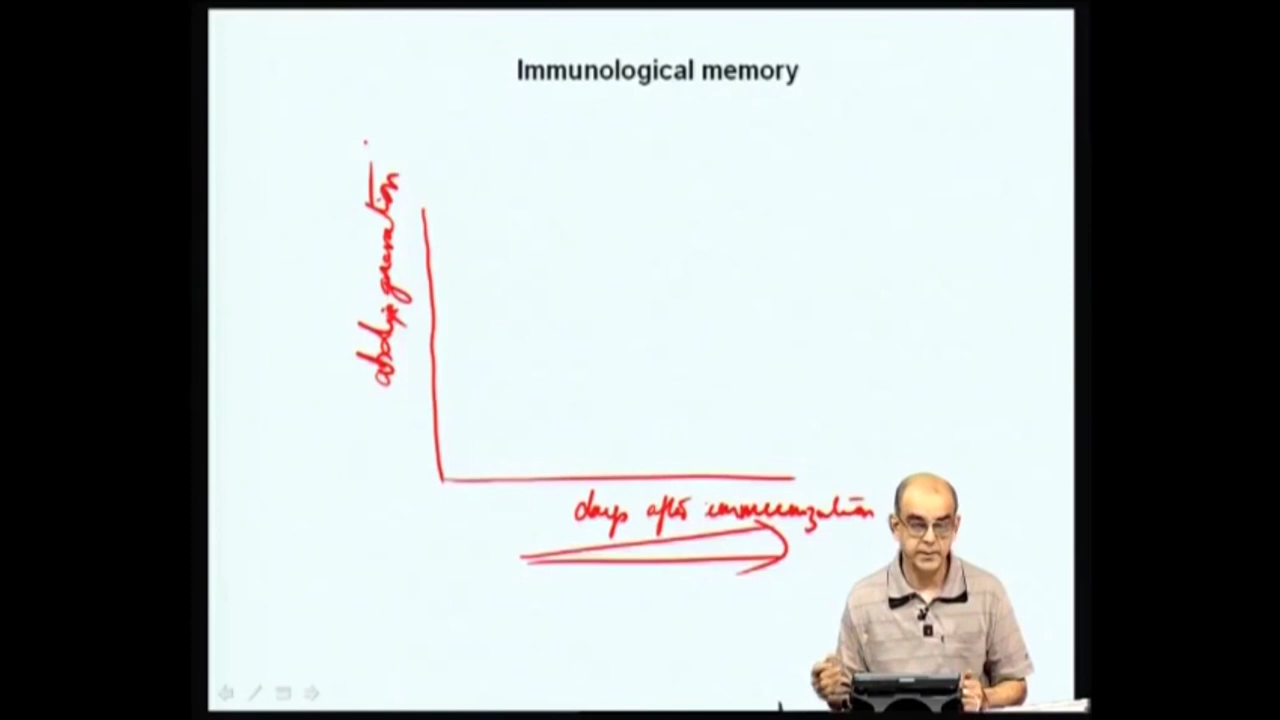 Immunological memory
antibody generation
days after immunization